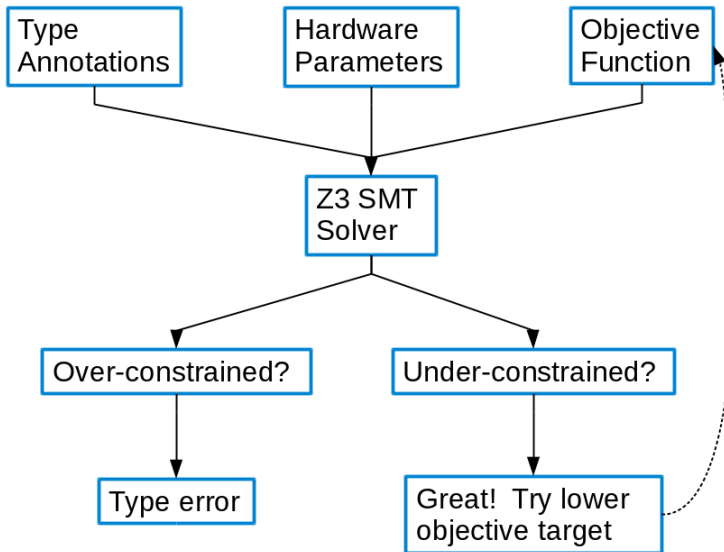 Type
Annotations
Hardware
Parameters
Objective
Function
Z3 SMT
Solver
Over-constrained?
Under-constrained?
Type error
Great!  Try lower
objective target